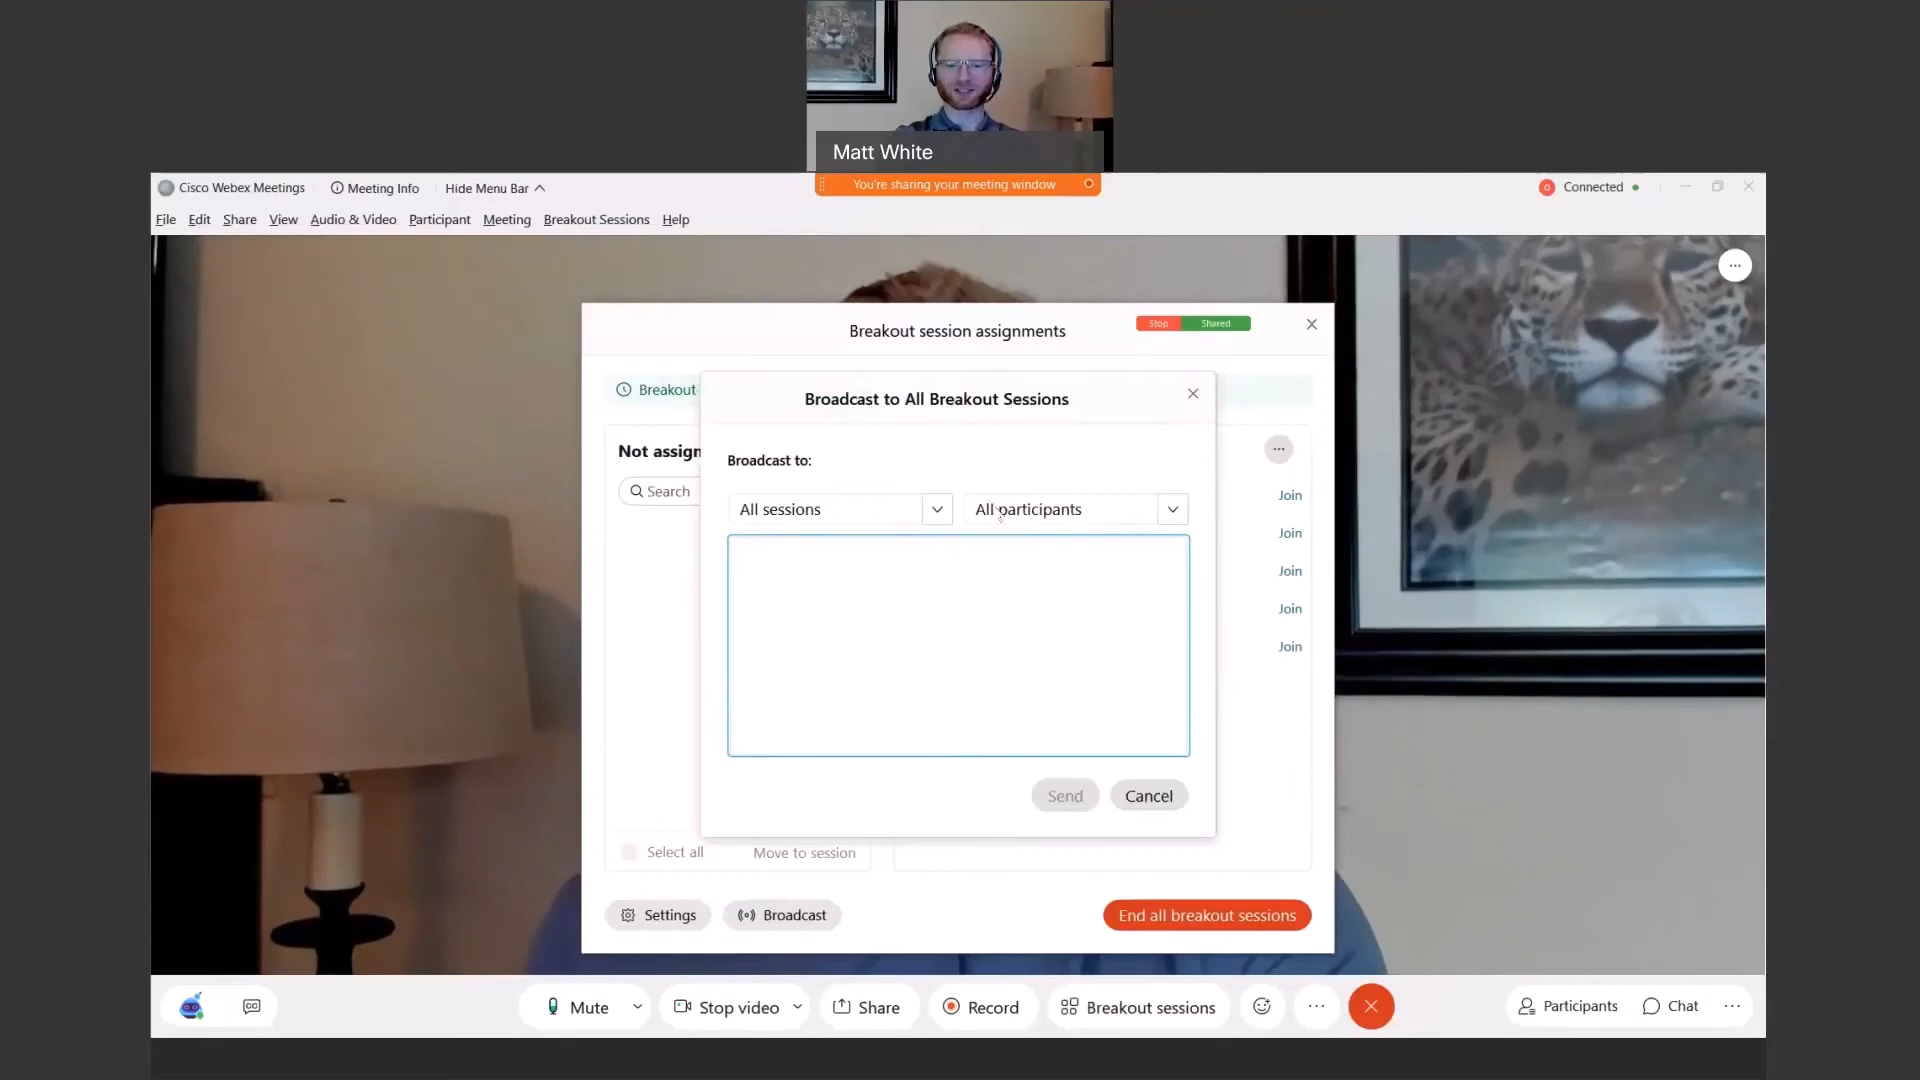 Matt White
You're sharing your meeting window
Cisco Webex Meetings Meeting Info Hide Menu Bar
Connected
File Edit Share View Audio & Video Participant Meeting Breakout Sessions Help
Breakout session assignments
Stop Shared
Breakout
Broadcast to All Breakout Sessions
Not assign
Broadcast to:
Search
All sessions
All participants
Join
Join
Join
Join
Join
Send Cancel
Select all Move to session
Settings Broadcast End all breakout sessions
Mute Stop video Share Record Breakout sessions
Participants Chat